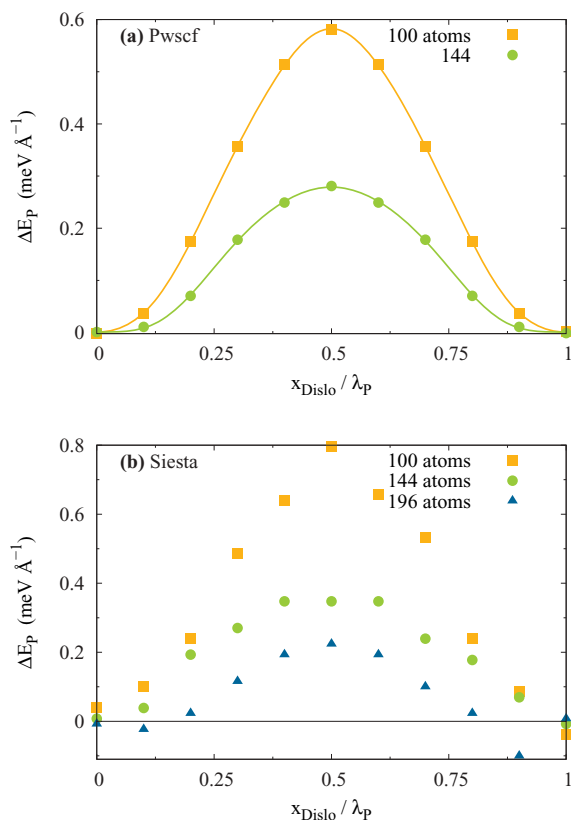 (a) Pwscf
100 atoms
144
0.6
0.4
0.2
0
ΔE_P (meV Å⁻¹)
0 0.25 0.5 0.75 1
x_Dislo / λ_P
(b) Siesta
100 atoms
144 atoms
196 atoms
0.8
0.6
0.4
0.2
0
ΔE_P (meV Å⁻¹)
0 0.25 0.5 0.75 1
x_Dislo / λ_P